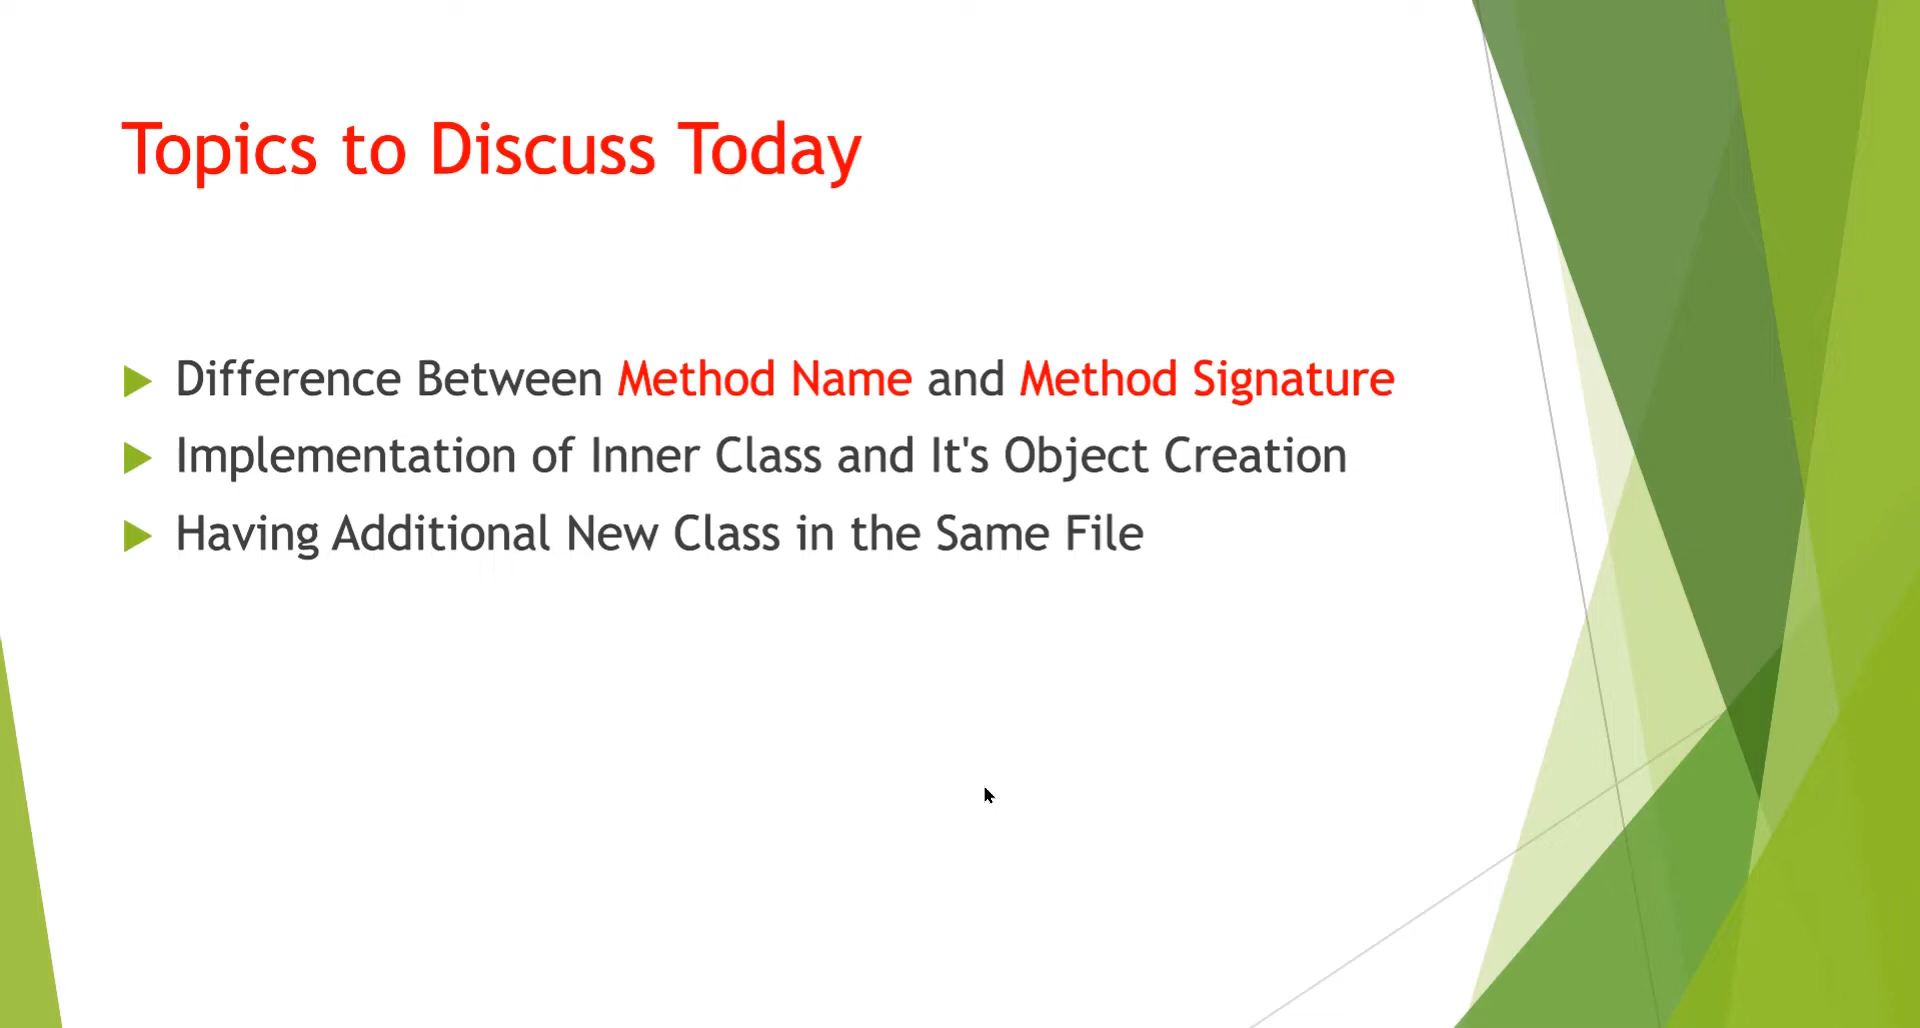 Topics to Discuss Today
Difference Between Method Name and Method Signature
Implementation of Inner Class and It's Object Creation
Having Additional New Class in the Same File